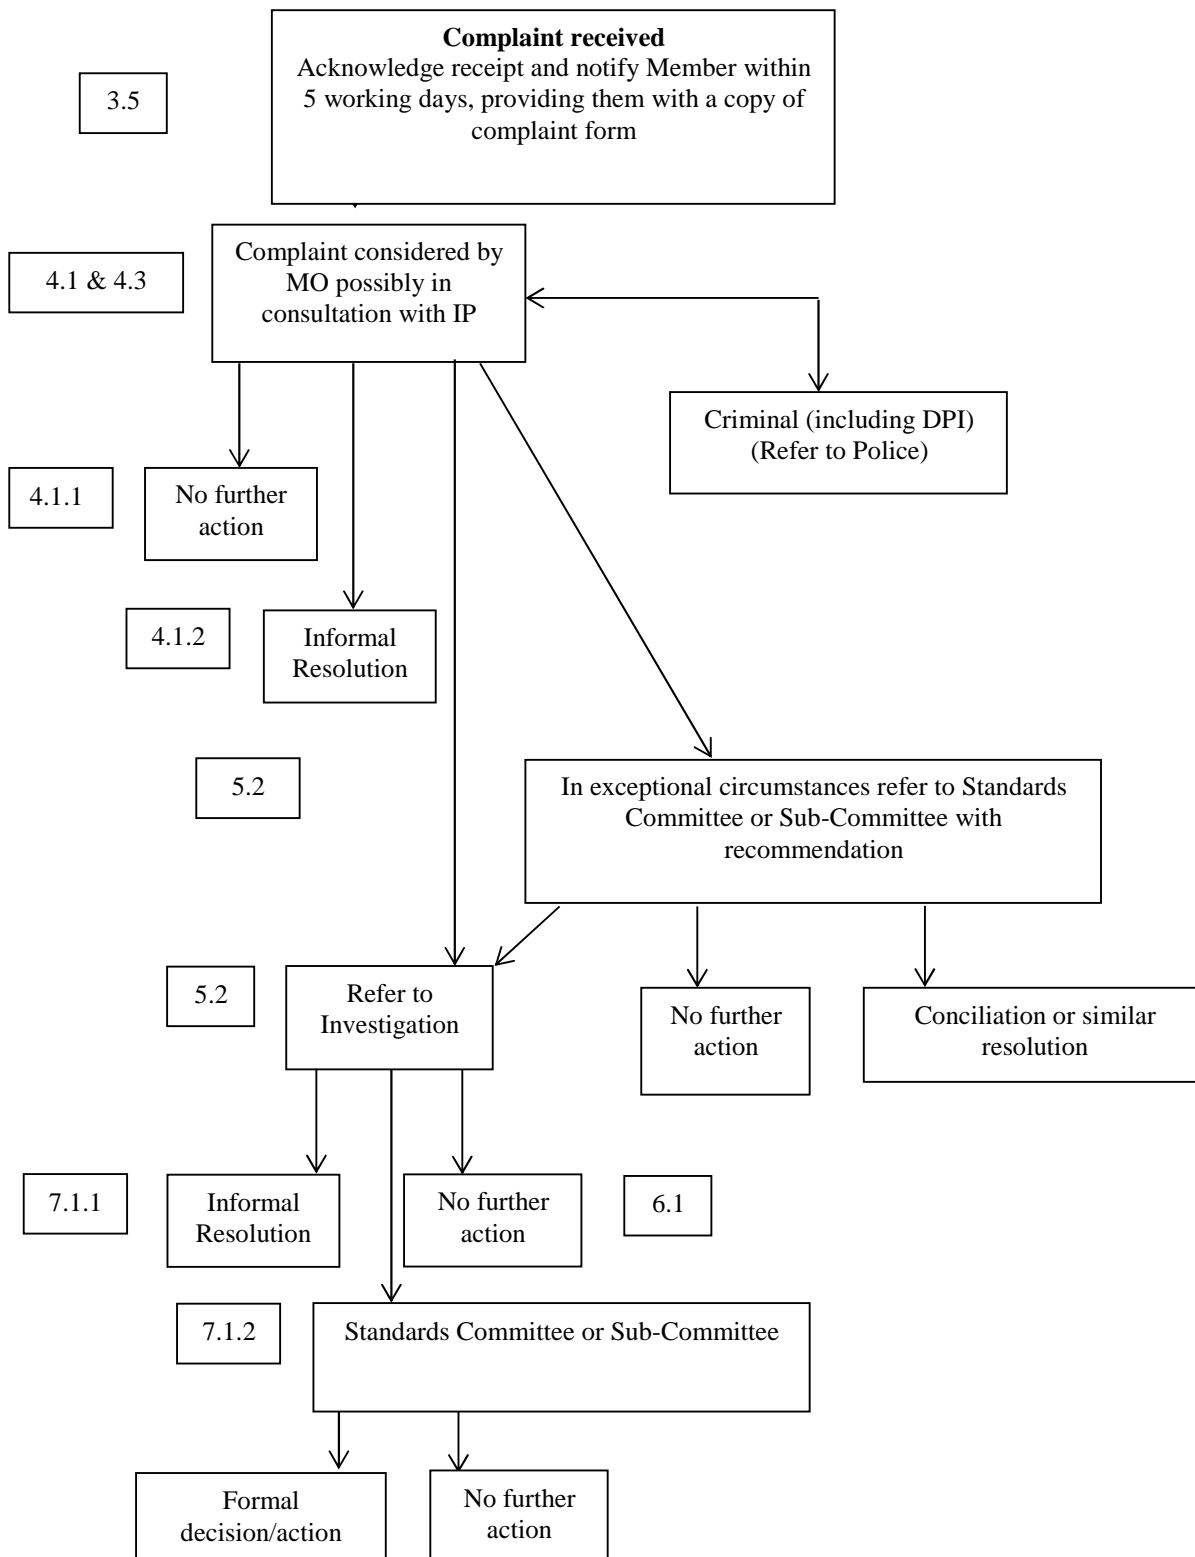 Complaint received
Acknowledge receipt and notify Member within
5 working days, providing them with a copy of
complaint form
3.5
Complaint considered by
MO possibly in
consultation with IP
4.1 & 4.3
Criminal (including DPI)
(Refer to Police)
4.1.1
No further
action
4.1.2
Informal
Resolution
5.2
In exceptional circumstances refer to Standards
Committee or Sub-Committee with
recommendation
5.2
Refer to
Investigation
No further
action
Conciliation or similar
resolution
7.1.1
Informal
Resolution
No further
action
6.1
7.1.2
Standards Committee or Sub-Committee
Formal
decision/action
No further
action